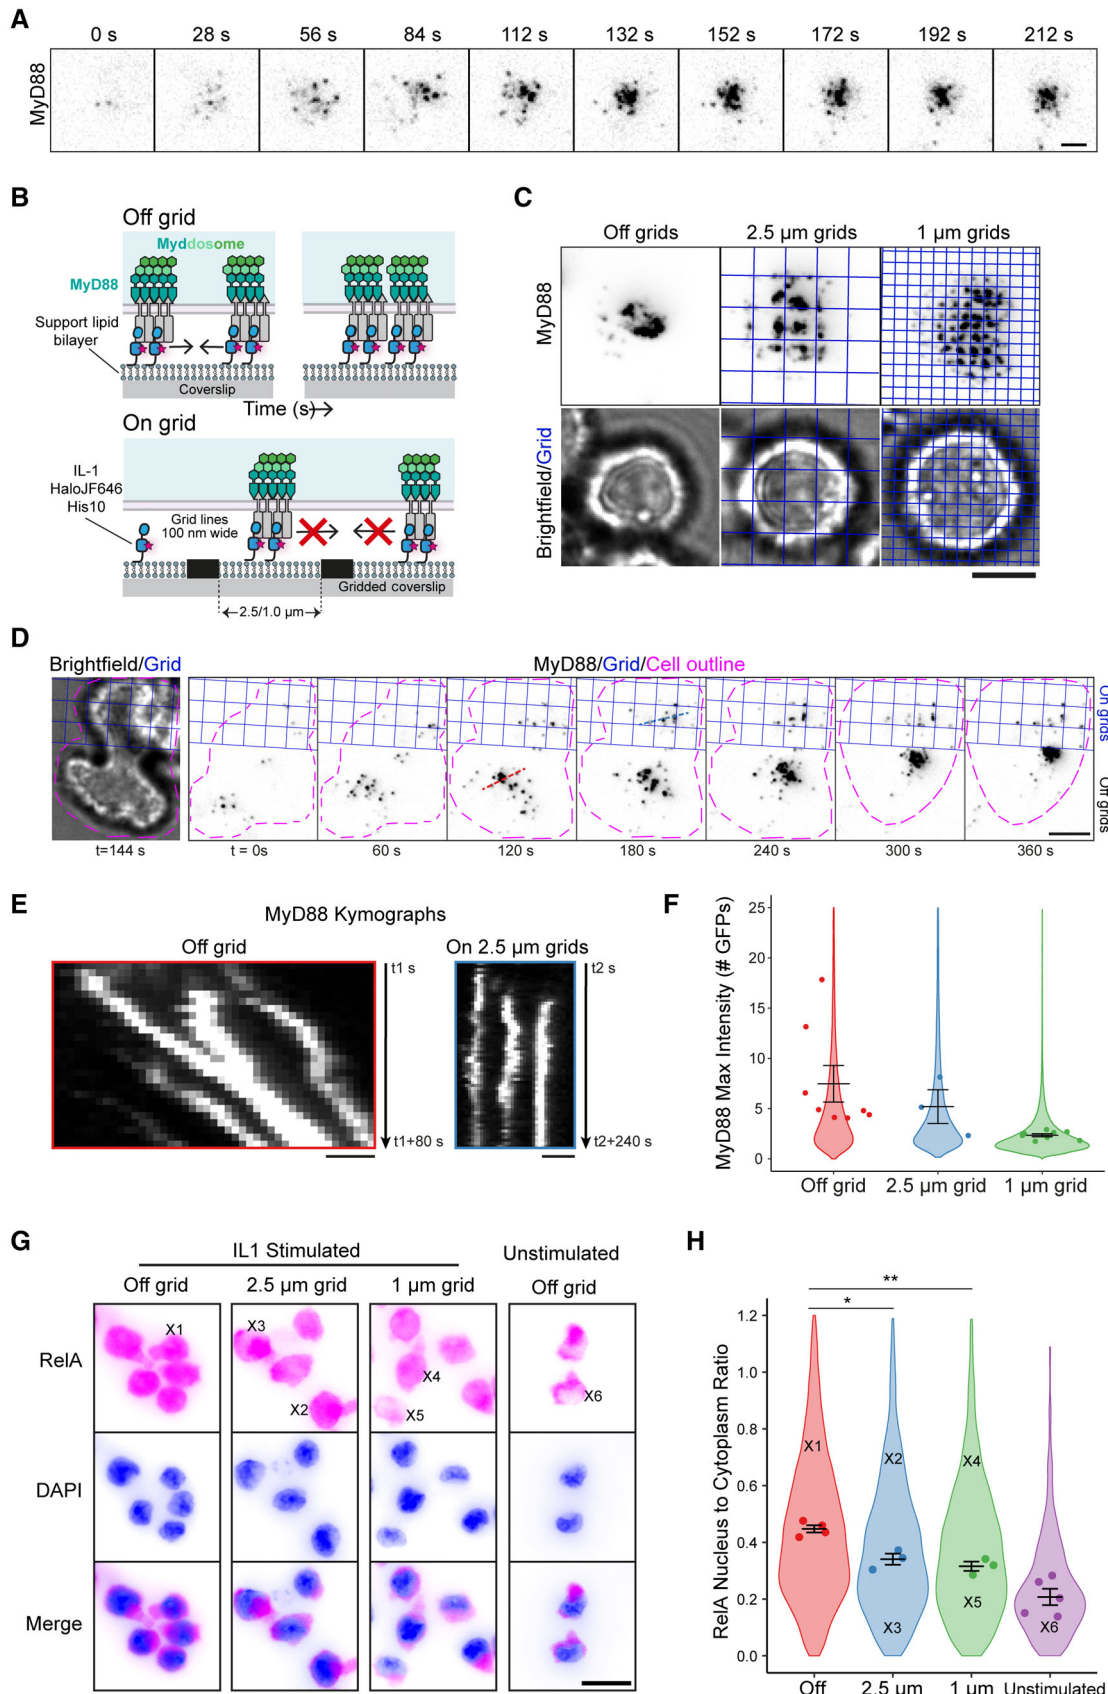 A
0 s 28 s 56 s 84 s 112 s 132 s 152 s 172 s 192 s 212 s
MyD88
B
Off grid
Myddosome
MyD88
Support lipid
bilayer
Coverslip
Time (s)
On grid
IL-1
HaloJF646
His10
Grid lines
100 nm wide
Gridded coverslip
2.5/1.0 µm
C
Off grids 2.5 µm grids 1 µm grids
MyD88
Brightfield/Grid
D
Brightfield/Grid MyD88/Grid/Cell outline
On grids
Off grids
t=144 s t = 0s 60 s 120 s 180 s 240 s 300 s 360 s
E
MyD88 Kymographs
Off grid On 2.5 µm grids
t1 s t2 s
t1+80 s t2+240 s
F
MyD88 Max Intensity (# GFPs)
25
20
15
10
5
0
Off grid 2.5 µm grid 1 µm grid
G
IL1 Stimulated Unstimulated
Off grid 2.5 µm grid 1 µm grid Off grid
RelA
X1 X3 X2 X4 X5 X6
DAPI
Merge
H
** 
*
RelA Nucleus to Cytoplasm Ratio
1.2
1.0
0.8
0.6
0.4
0.2
0.0
X1 X2 X4
X3 X5 X6
Off 2.5 µm 1 µm Unstimulated